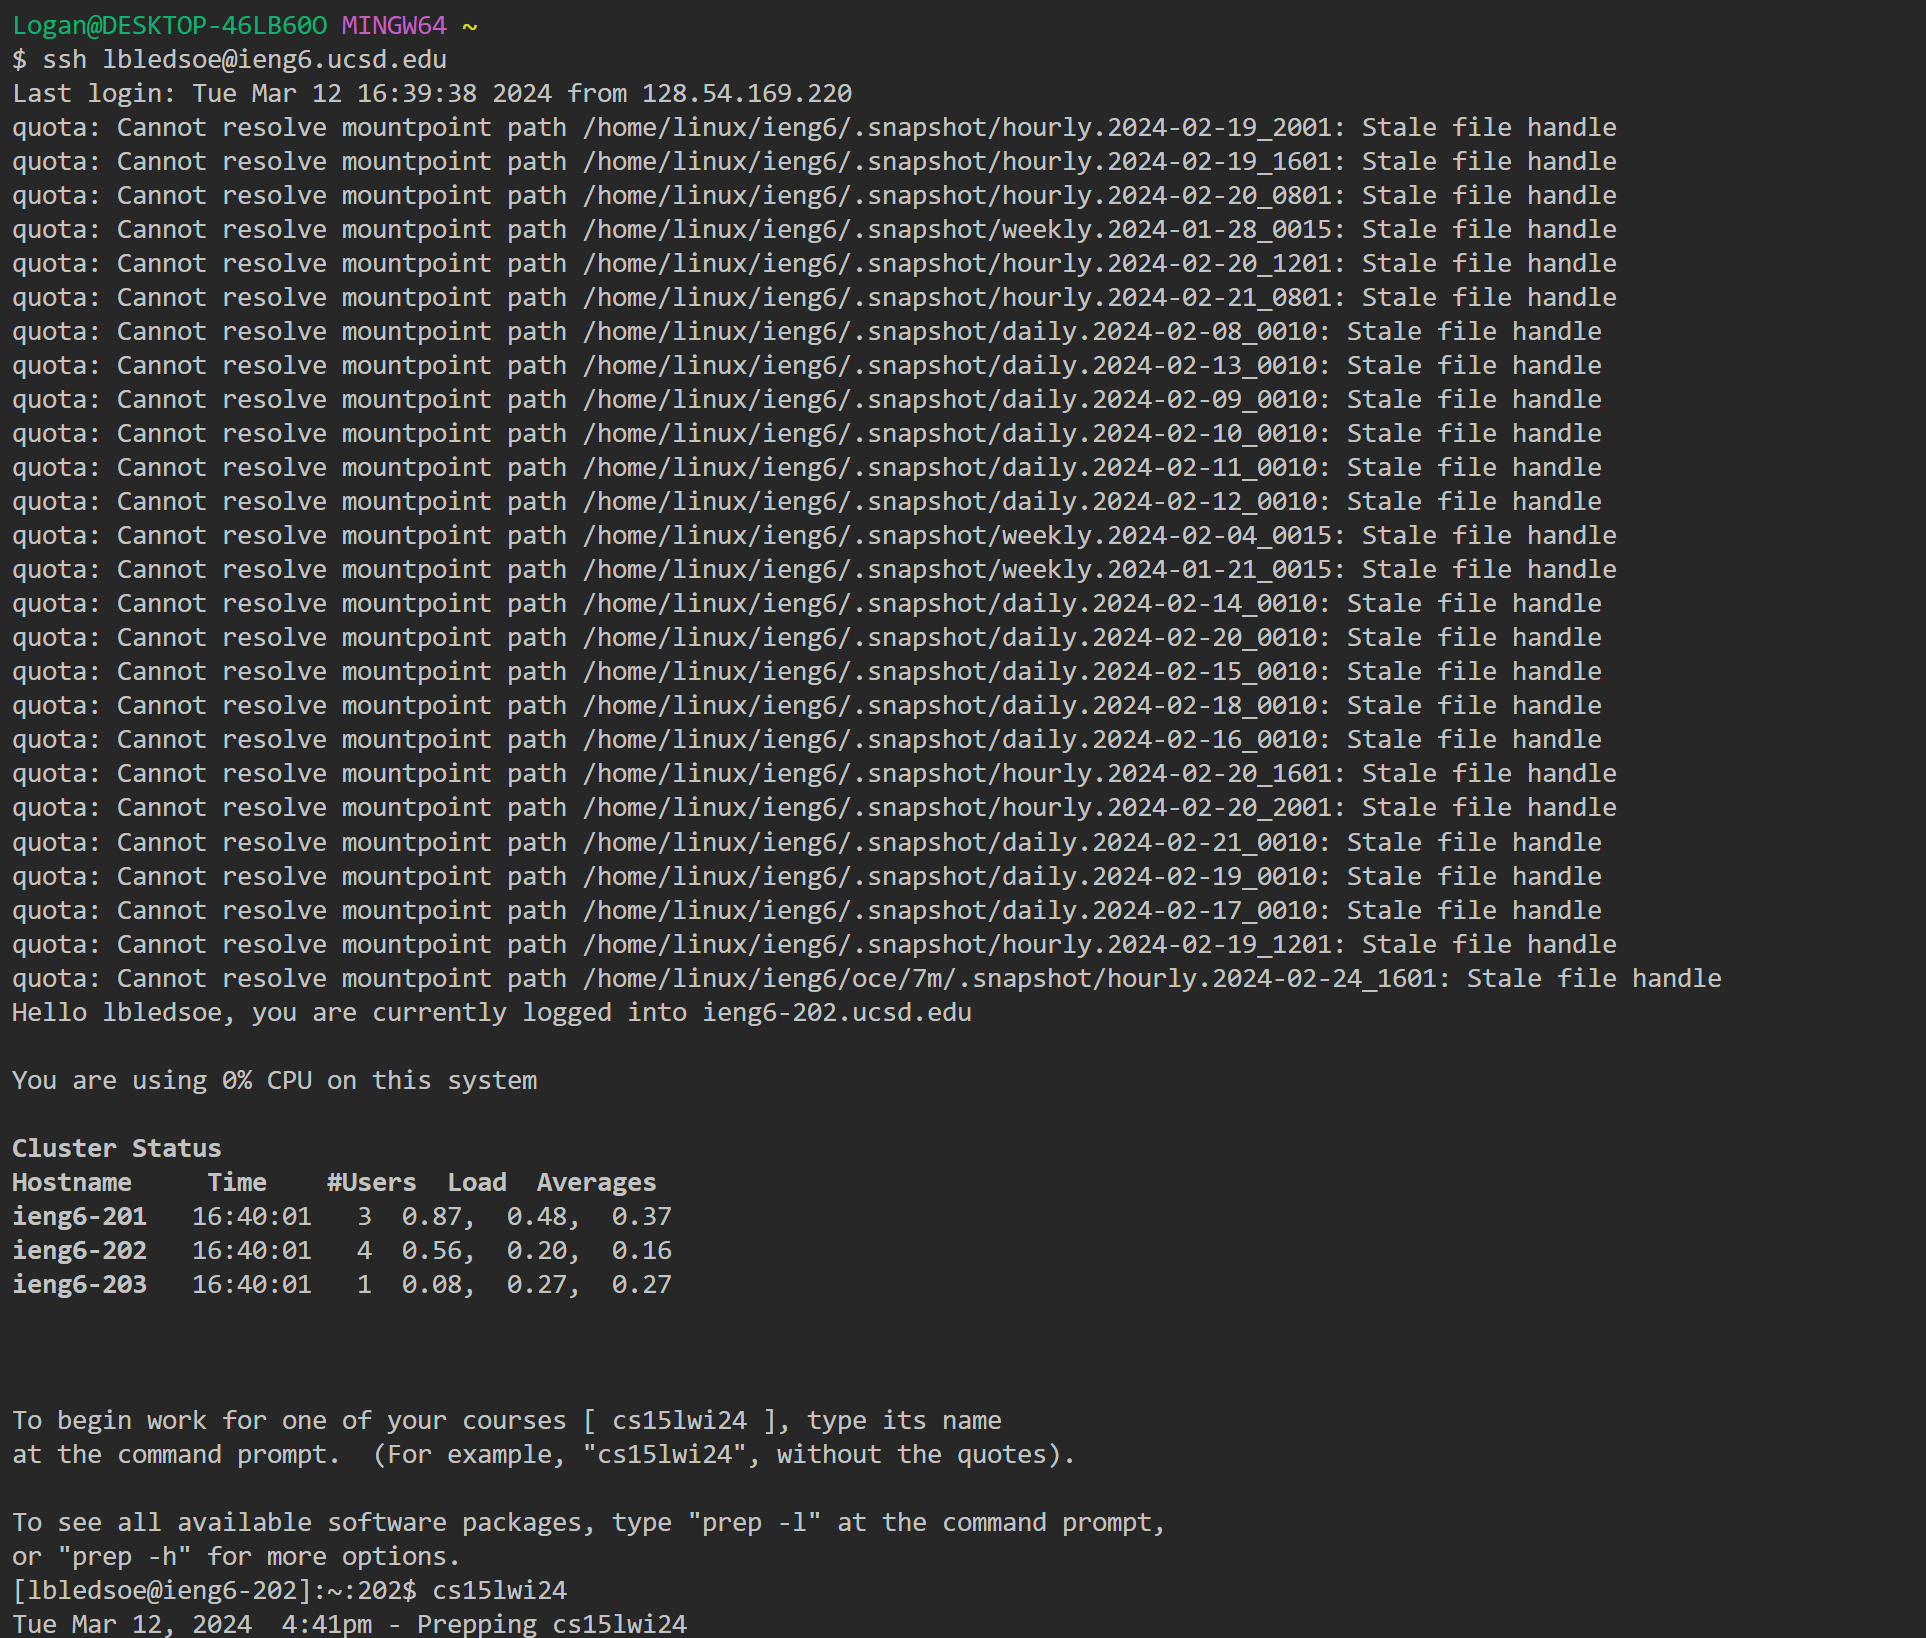 Logan@DESKTOP-46LB60O MINGW64 ~
$ ssh lbledsoe@ieng6.ucsd.edu
Last login: Tue Mar 12 16:39:38 2024 from 128.54.169.220
quota: Cannot resolve mountpoint path /home/linux/ieng6/.snapshot/hourly.2024-02-19_2001: Stale file handle
quota: Cannot resolve mountpoint path /home/linux/ieng6/.snapshot/hourly.2024-02-19_1601: Stale file handle
quota: Cannot resolve mountpoint path /home/linux/ieng6/.snapshot/hourly.2024-02-20_0801: Stale file handle
quota: Cannot resolve mountpoint path /home/linux/ieng6/.snapshot/weekly.2024-01-28_0015: Stale file handle
quota: Cannot resolve mountpoint path /home/linux/ieng6/.snapshot/hourly.2024-02-20_1201: Stale file handle
quota: Cannot resolve mountpoint path /home/linux/ieng6/.snapshot/hourly.2024-02-21_0801: Stale file handle
quota: Cannot resolve mountpoint path /home/linux/ieng6/.snapshot/daily.2024-02-08_0010: Stale file handle
quota: Cannot resolve mountpoint path /home/linux/ieng6/.snapshot/daily.2024-02-13_0010: Stale file handle
quota: Cannot resolve mountpoint path /home/linux/ieng6/.snapshot/daily.2024-02-09_0010: Stale file handle
quota: Cannot resolve mountpoint path /home/linux/ieng6/.snapshot/daily.2024-02-10_0010: Stale file handle
quota: Cannot resolve mountpoint path /home/linux/ieng6/.snapshot/daily.2024-02-11_0010: Stale file handle
quota: Cannot resolve mountpoint path /home/linux/ieng6/.snapshot/daily.2024-02-12_0010: Stale file handle
quota: Cannot resolve mountpoint path /home/linux/ieng6/.snapshot/weekly.2024-02-04_0015: Stale file handle
quota: Cannot resolve mountpoint path /home/linux/ieng6/.snapshot/weekly.2024-01-21_0015: Stale file handle
quota: Cannot resolve mountpoint path /home/linux/ieng6/.snapshot/daily.2024-02-14_0010: Stale file handle
quota: Cannot resolve mountpoint path /home/linux/ieng6/.snapshot/daily.2024-02-20_0010: Stale file handle
quota: Cannot resolve mountpoint path /home/linux/ieng6/.snapshot/daily.2024-02-15_0010: Stale file handle
quota: Cannot resolve mountpoint path /home/linux/ieng6/.snapshot/daily.2024-02-18_0010: Stale file handle
quota: Cannot resolve mountpoint path /home/linux/ieng6/.snapshot/daily.2024-02-16_0010: Stale file handle
quota: Cannot resolve mountpoint path /home/linux/ieng6/.snapshot/hourly.2024-02-20_1601: Stale file handle
quota: Cannot resolve mountpoint path /home/linux/ieng6/.snapshot/hourly.2024-02-20_2001: Stale file handle
quota: Cannot resolve mountpoint path /home/linux/ieng6/.snapshot/daily.2024-02-21_0010: Stale file handle
quota: Cannot resolve mountpoint path /home/linux/ieng6/.snapshot/daily.2024-02-19_0010: Stale file handle
quota: Cannot resolve mountpoint path /home/linux/ieng6/.snapshot/daily.2024-02-17_0010: Stale file handle
quota: Cannot resolve mountpoint path /home/linux/ieng6/.snapshot/hourly.2024-02-19_1201: Stale file handle
quota: Cannot resolve mountpoint path /home/linux/ieng6/oce/7m/.snapshot/hourly.2024-02-24_1601: Stale file handle
Hello lbledsoe, you are currently logged into ieng6-202.ucsd.edu
You are using 0% CPU on this system
Cluster Status
Hostname     Time    #Users  Load  Averages
ieng6-201   16:40:01   3  0.87,  0.48,  0.37
ieng6-202   16:40:01   4  0.56,  0.20,  0.16
ieng6-203   16:40:01   1  0.08,  0.27,  0.27
To begin work for one of your courses [ cs15lwi24 ], type its name
at the command prompt.  (For example, "cs15lwi24", without the quotes).
To see all available software packages, type "prep -l" at the command prompt,
or "prep -h" for more options.
[lbledsoe@ieng6-202]:~:202$ cs15lwi24
Tue Mar 12, 2024  4:41pm - Prepping cs15lwi24